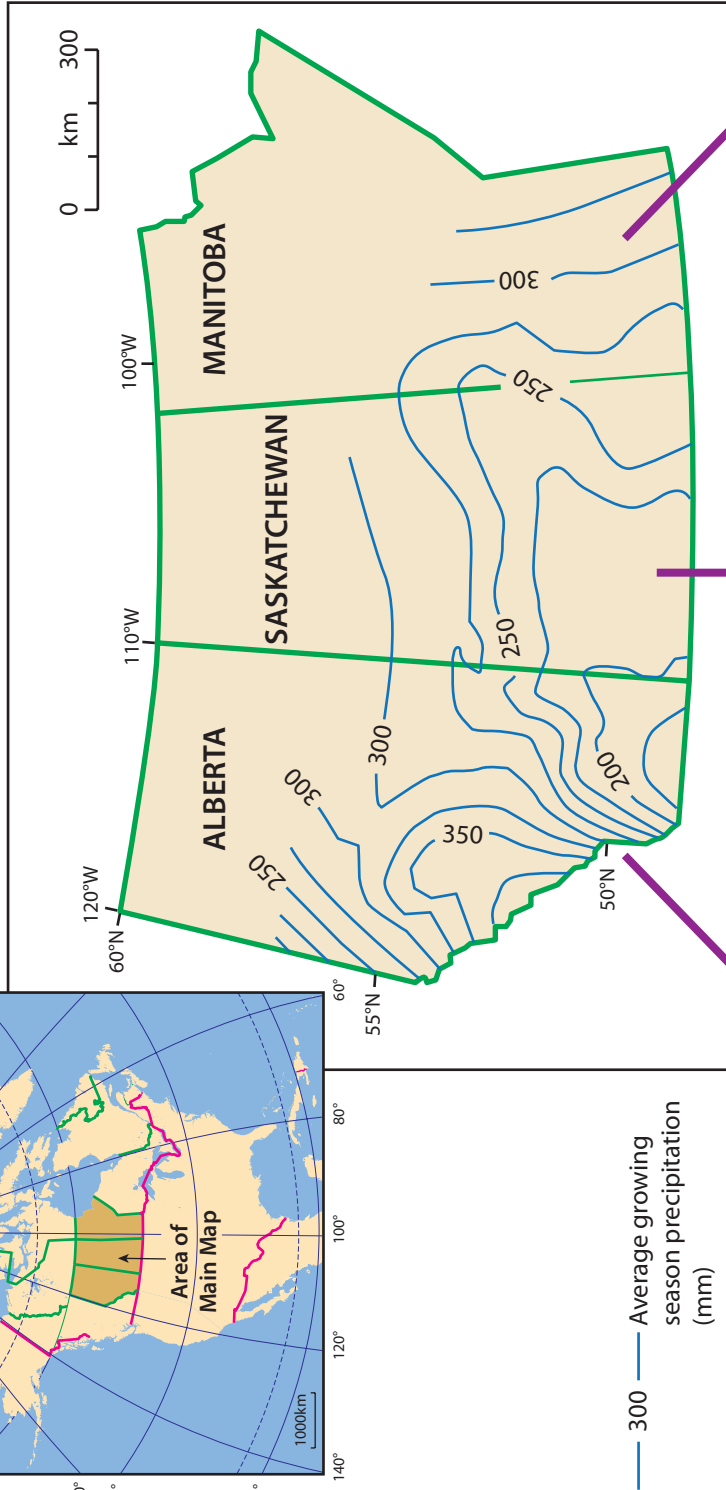 0 km 300
120°W
110°W
100°W
60°N
55°N
50°N
ALBERTA
SASKATCHEWAN
MANITOBA
250
300
300
350
200
250
250
300
Area of
Main Map
1000km
140°
120°
100°
80°
60°
300 Average growing
season precipitation
(mm)